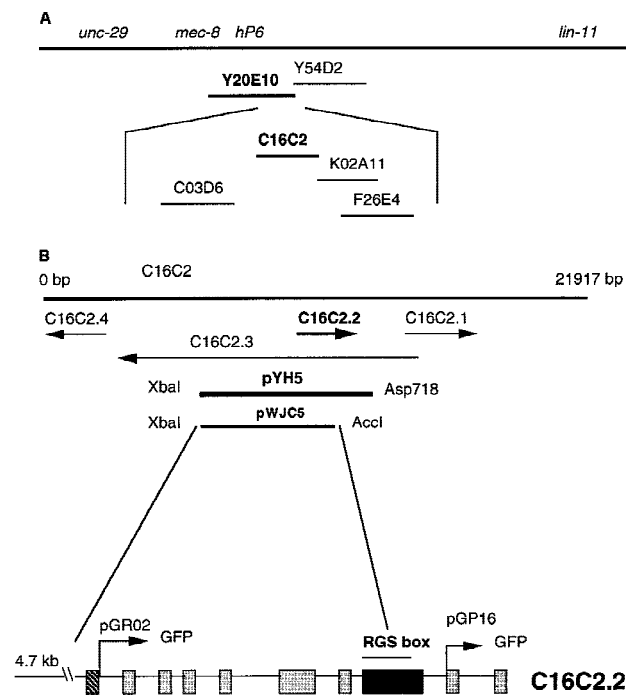 A
unc-29 mec-8 hP6 lin-11
Y54D2
Y20E10
C16C2
K02A11
C03D6
F26E4
B
C16C2
0 bp 21917 bp
C16C2.4 C16C2.2 C16C2.1
C16C2.3
XbaI pYH5 Asp718
XbaI pWJC5 AccI
pGR02 GFP RGS box pGP16 GFP
4.7 kb C16C2.2